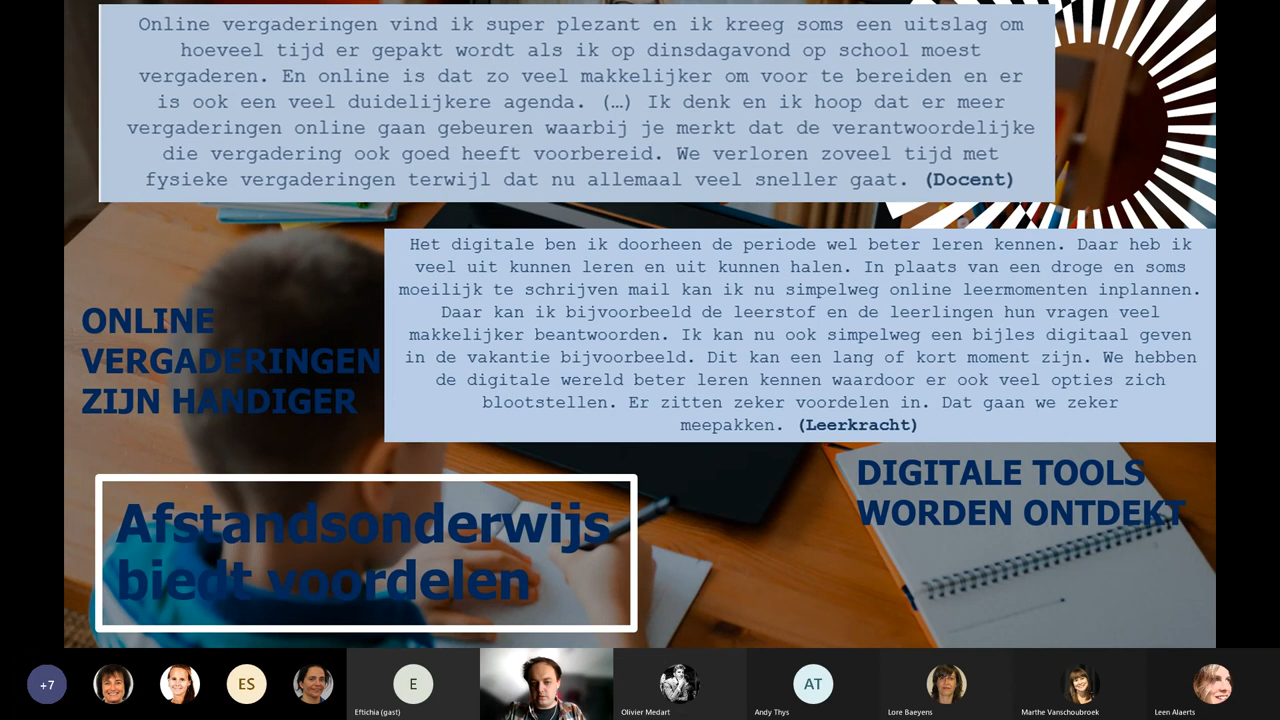 Online vergaderingen vind ik super plezant en ik kreeg soms een uitslag om
hoeveel tijd er gepakt wordt als ik op dinsdagavond op school moest
vergaderen. En online is dat zo veel makkelijker om voor te bereiden en er
is ook een veel duidelijkere agenda. (…) Ik denk en ik hoop dat er meer
vergaderingen online gaan gebeuren waarbij je merkt dat de verantwoordelijke
die vergadering ook goed heeft voorbereid. We verloren zoveel tijd met
fysieke vergaderingen terwijl dat nu allemaal veel sneller gaat. (Docent)
Het digitale ben ik doorheen de periode wel beter leren kennen. Daar heb ik
veel uit kunnen leren en uit kunnen halen. In plaats van een droge en soms
moeilijk te schrijven mail kan ik nu simpelweg online leermomenten inplannen.
Daar kan ik bijvoorbeeld de leerstof en de leerlingen hun vragen veel
makkelijker beantwoorden. Ik kan nu ook simpelweg een bijles digitaal geven
in de vakantie bijvoorbeeld. Dit kan een lang of kort moment zijn. We hebben
de digitale wereld beter leren kennen waardoor er ook veel opties zich
blootstellen. Er zitten zeker voordelen in. Dat gaan we zeker
meepakken. (Leerkracht)
ONLINE
VERGADERINGEN
ZIJN HANDIGER
DIGITALE TOOLS
WORDEN ONTDEKT
Afstandsonderwijs
biedt voordelen
+7
ES
E
Eftichia (gast)
Olivier Medart
AT
Andy Thys
Lore Baeyens
Marthe Vanschoubroek
Leen Alaerts